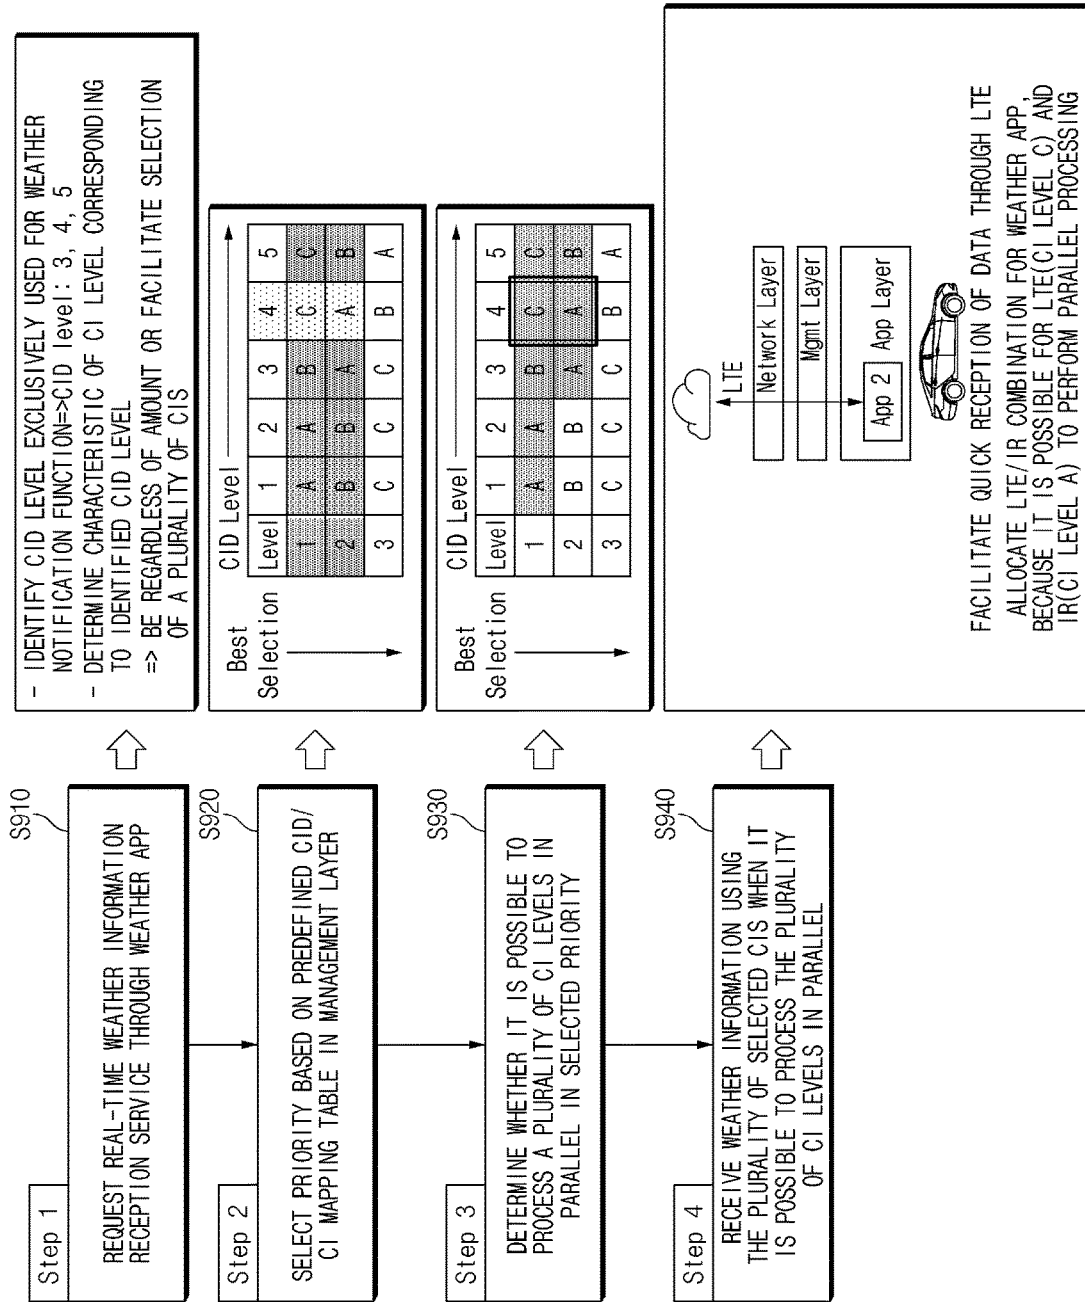 Step 1
S910
REQUEST REAL-TIME WEATHER INFORMATION
RECEPTION SERVICE THROUGH WEATHER APP
- IDENTIFY CID LEVEL EXCLUSIVELY USED FOR WEATHER
NOTIFICATION FUNCTION=>CID level: 3, 4, 5
- DETERMINE CHARACTERISTIC OF CI LEVEL CORRESPONDING
TO IDENTIFIED CID LEVEL
=> BE REGARDLESS OF AMOUNT OR FACILITATE SELECTION
OF A PLURALITY OF CIS
Step 2
S920
SELECT PRIORITY BASED ON PREDEFINED CID/
CI MAPPING TABLE IN MANAGEMENT LAYER
Best
Selection
CID Level
Level 1 2 3 4 5
1 A A B C C
2 B B A A B
3 C C C B A
Step 3
S930
DETERMINE WHETHER IT IS POSSIBLE TO
PROCESS A PLURALITY OF CI LEVELS IN
PARALLEL IN SELECTED PRIORITY
Best
Selection
CID Level
Level 1 2 3 4 5
1 A A B C C
2 B B A A B
3 C C C B A
Step 4
S940
RECEIVE WEATHER INFORMATION USING
THE PLURALITY OF SELECTED CIS WHEN IT
IS POSSIBLE TO PROCESS THE PLURALITY
OF CI LEVELS IN PARALLEL
LTE
Network Layer
Mgmt Layer
App 2
App Layer
FACILITATE QUICK RECEPTION OF DATA THROUGH LTE
ALLOCATE LTE/IR COMBINATION FOR WEATHER APP,
BECAUSE IT IS POSSIBLE FOR LTE(CI LEVEL C) AND
IR(CI LEVEL A) TO PERFORM PARALLEL PROCESSING